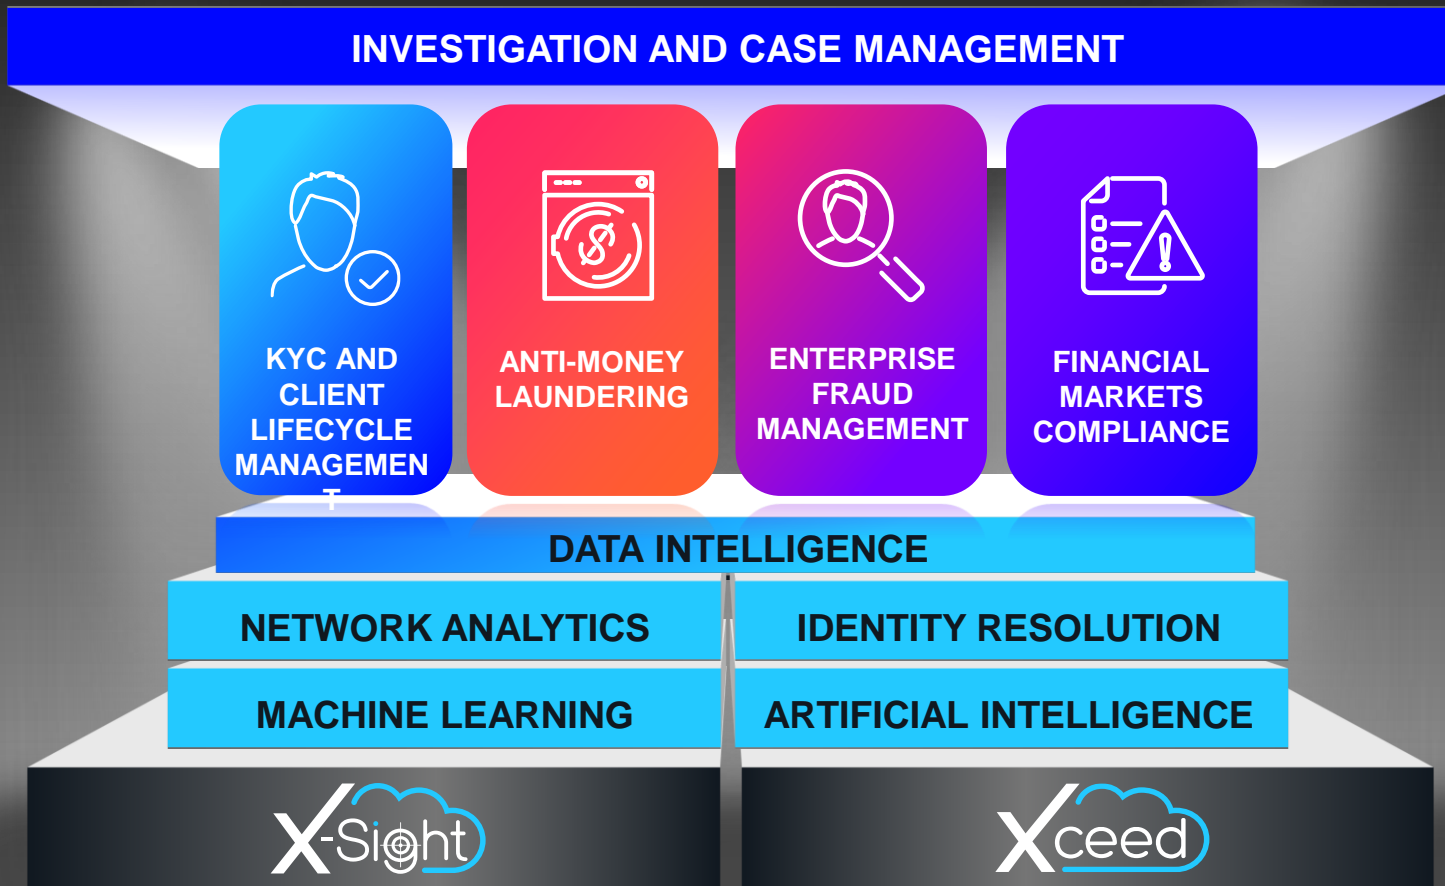 INVESTIGATION AND CASE MANAGEMENT
KYC AND
CLIENT
LIFECYCLE
MANAGEMEN
T
ANTI-MONEY
LAUNDERING
ENTERPRISE
FRAUD
MANAGEMENT
FINANCIAL
MARKETS
COMPLIANCE
DATA INTELLIGENCE
NETWORK ANALYTICS
IDENTITY RESOLUTION
MACHINE LEARNING
ARTIFICIAL INTELLIGENCE
X-Sight
Xceed